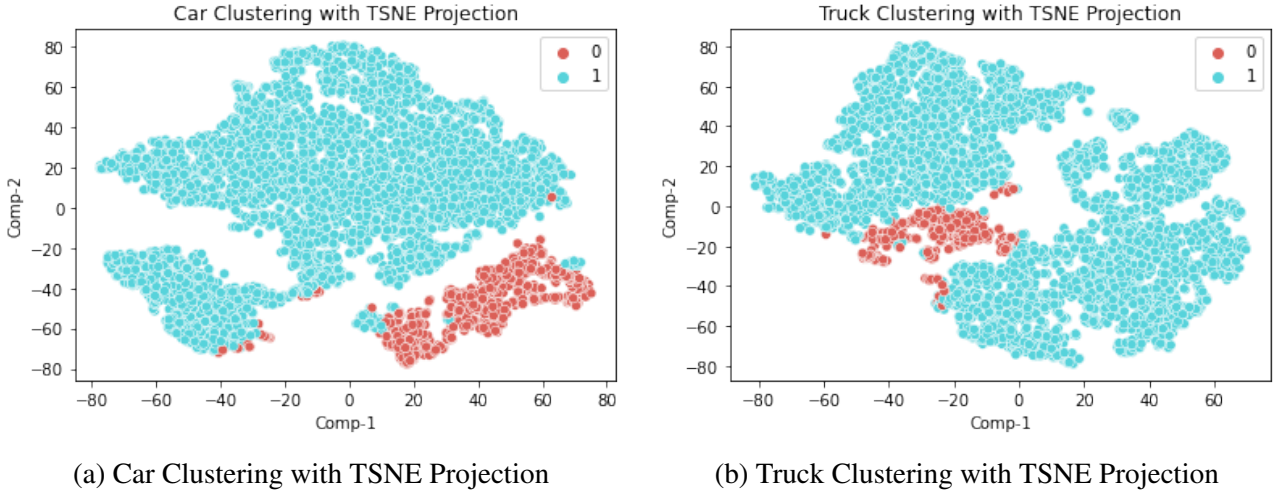 Car Clustering with TSNE Projection
80
60
40
20
0
−20
−40
−60
−80
Comp-2
−80 −60 −40 −20 0 20 40 60 80
Comp-1
0
1
(a) Car Clustering with TSNE Projection
Truck Clustering with TSNE Projection
80
60
40
20
0
−20
−40
−60
−80
Comp-2
−80 −60 −40 −20 0 20 40 60
Comp-1
0
1
(b) Truck Clustering with TSNE Projection